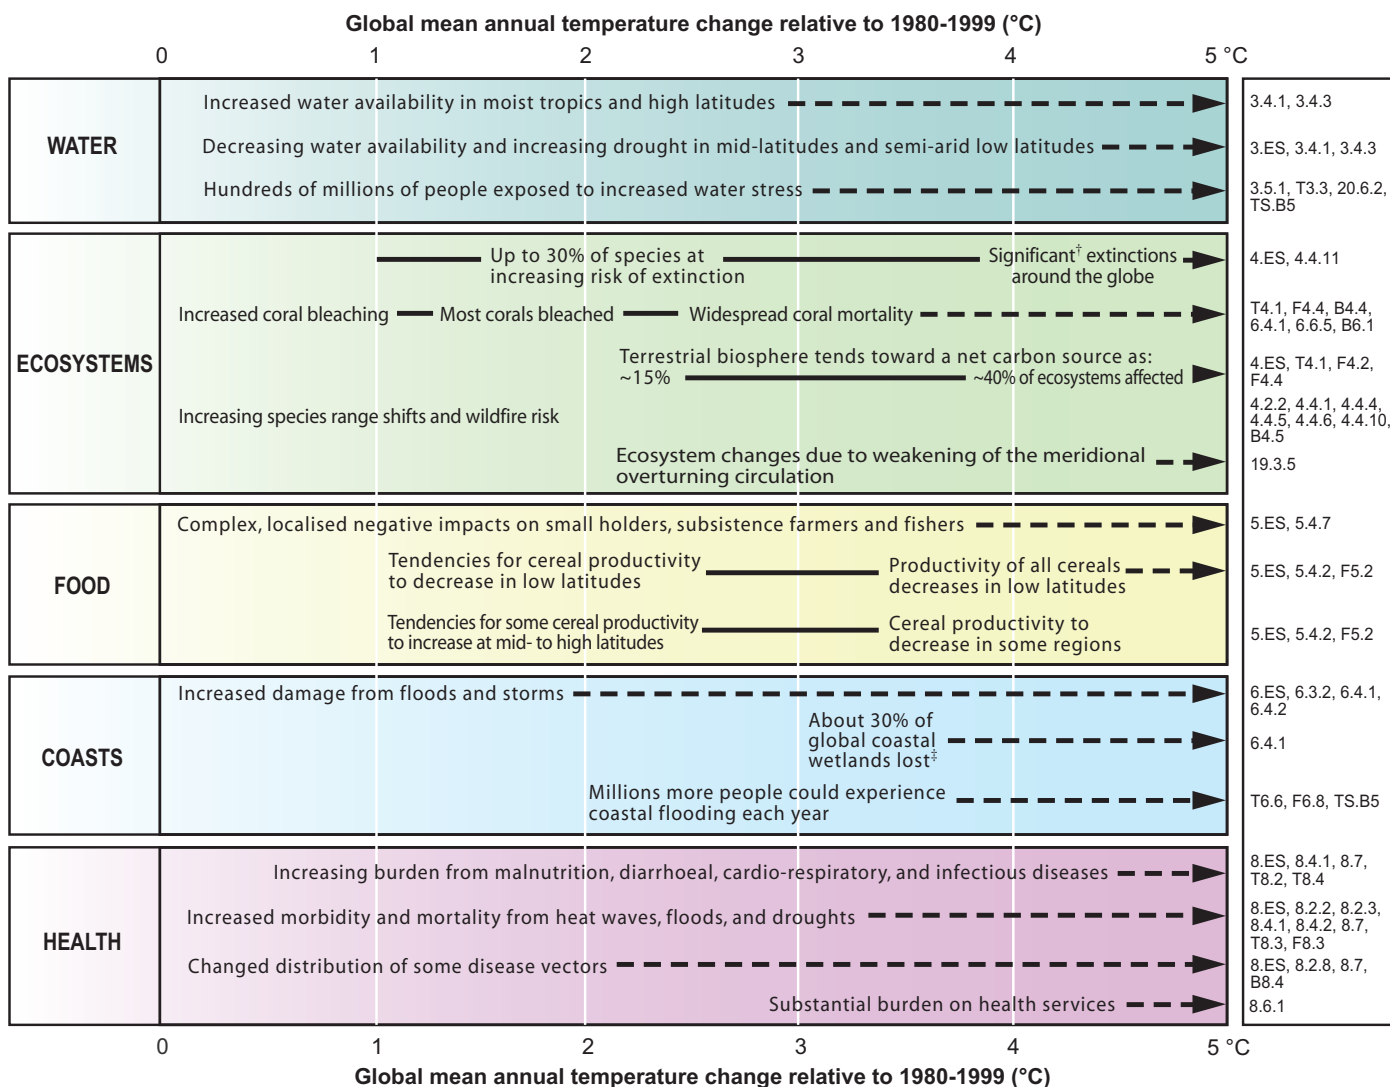 Global mean annual temperature change relative to 1980-1999 (°C)
0 1 2 3 4 5 °C
WATER
Increased water availability in moist tropics and high latitudes
3.4.1, 3.4.3
Decreasing water availability and increasing drought in mid-latitudes and semi-arid low latitudes
3.ES, 3.4.1, 3.4.3
Hundreds of millions of people exposed to increased water stress
3.5.1, T3.3, 20.6.2,
TS.B5
ECOSYSTEMS
Up to 30% of species at
increasing risk of extinction
Significant† extinctions
around the globe
4.ES, 4.4.11
Increased coral bleaching
Most corals bleached
Widespread coral mortality
T4.1, F4.4, B4.4,
6.4.1, 6.6.5, B6.1
Terrestrial biosphere tends toward a net carbon source as:
~15%
~40% of ecosystems affected
4.ES, T4.1, F4.2,
F4.4
Increasing species range shifts and wildfire risk
4.2.2, 4.4.1, 4.4.4,
4.4.5, 4.4.6, 4.4.10,
B4.5
Ecosystem changes due to weakening of the meridional
overturning circulation
19.3.5
FOOD
Complex, localised negative impacts on small holders, subsistence farmers and fishers
5.ES, 5.4.7
Tendencies for cereal productivity
to decrease in low latitudes
Productivity of all cereals
decreases in low latitudes
5.ES, 5.4.2, F5.2
Tendencies for some cereal productivity
to increase at mid- to high latitudes
Cereal productivity to
decrease in some regions
5.ES, 5.4.2, F5.2
COASTS
Increased damage from floods and storms
6.ES, 6.3.2, 6.4.1,
6.4.2
About 30% of
global coastal
wetlands lost‡
6.4.1
Millions more people could experience
coastal flooding each year
T6.6, F6.8, TS.B5
HEALTH
Increasing burden from malnutrition, diarrhoeal, cardio-respiratory, and infectious diseases
8.ES, 8.4.1, 8.7,
T8.2, T8.4
Increased morbidity and mortality from heat waves, floods, and droughts
8.ES, 8.2.2, 8.2.3,
8.4.1, 8.4.2, 8.7,
T8.3, F8.3
Changed distribution of some disease vectors
8.ES, 8.2.8, 8.7,
B8.4
Substantial burden on health services
8.6.1
0 1 2 3 4 5 °C
Global mean annual temperature change relative to 1980-1999 (°C)